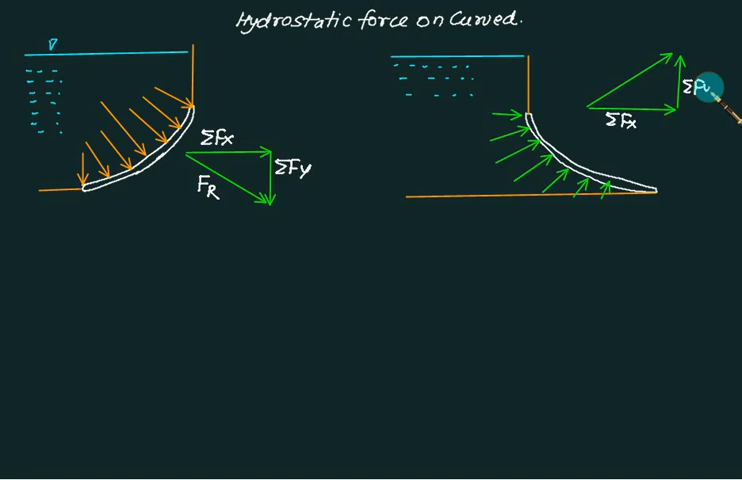 Hydrostatic force on Curved.
ΣFx
ΣFy
FR
ΣFx